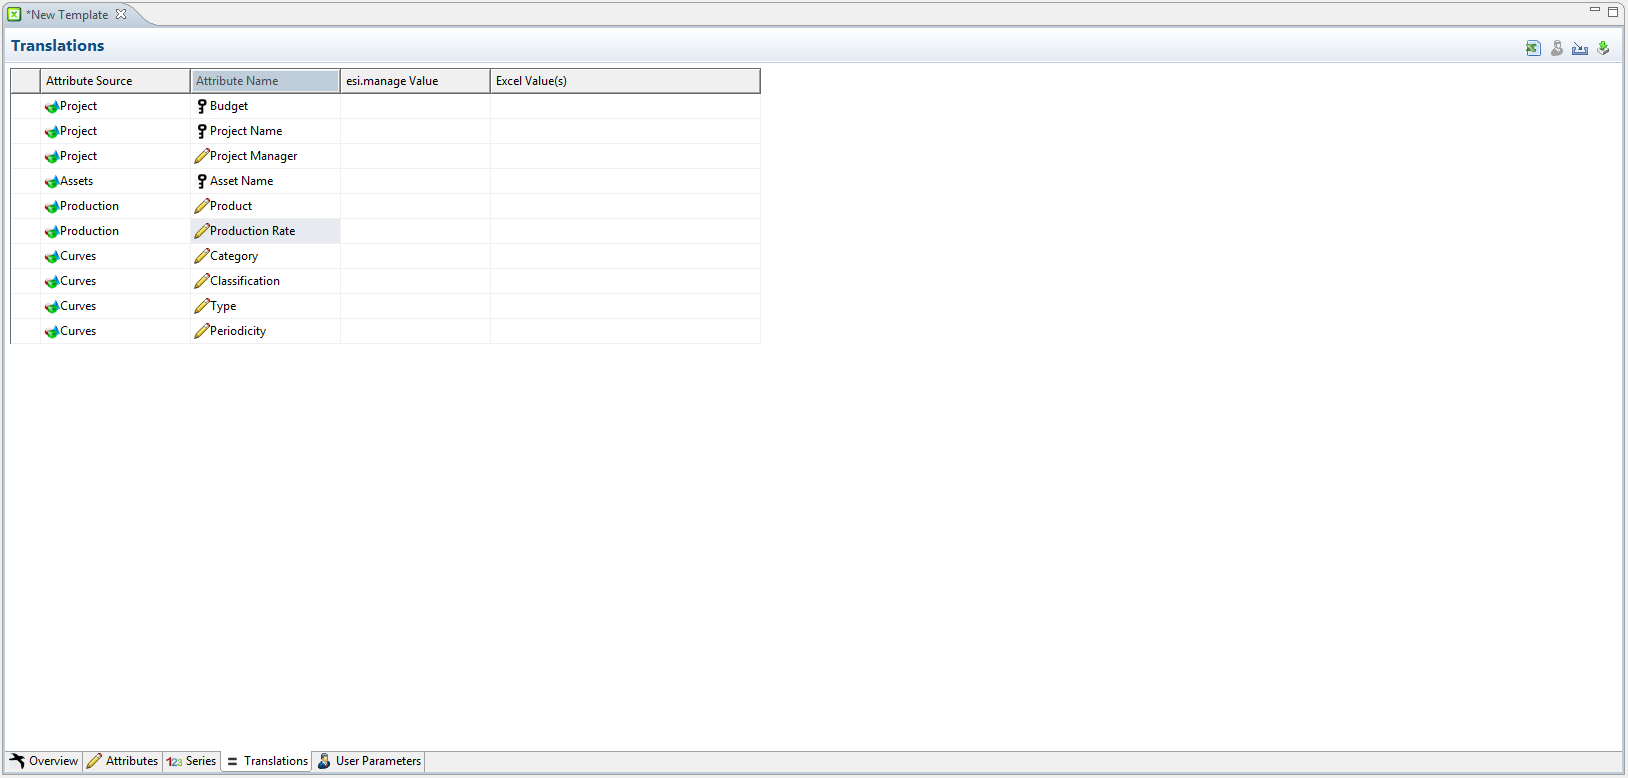 *New Template
Translations
Attribute Source Attribute Name esi.manage Value Excel Value(s)
Project Budget
Project Project Name
Project Project Manager
Assets Asset Name
Production Product
Production Production Rate
Curves Category
Curves Classification
Curves Type
Curves Periodicity
Overview Attributes 123 Series = Translations User Parameters